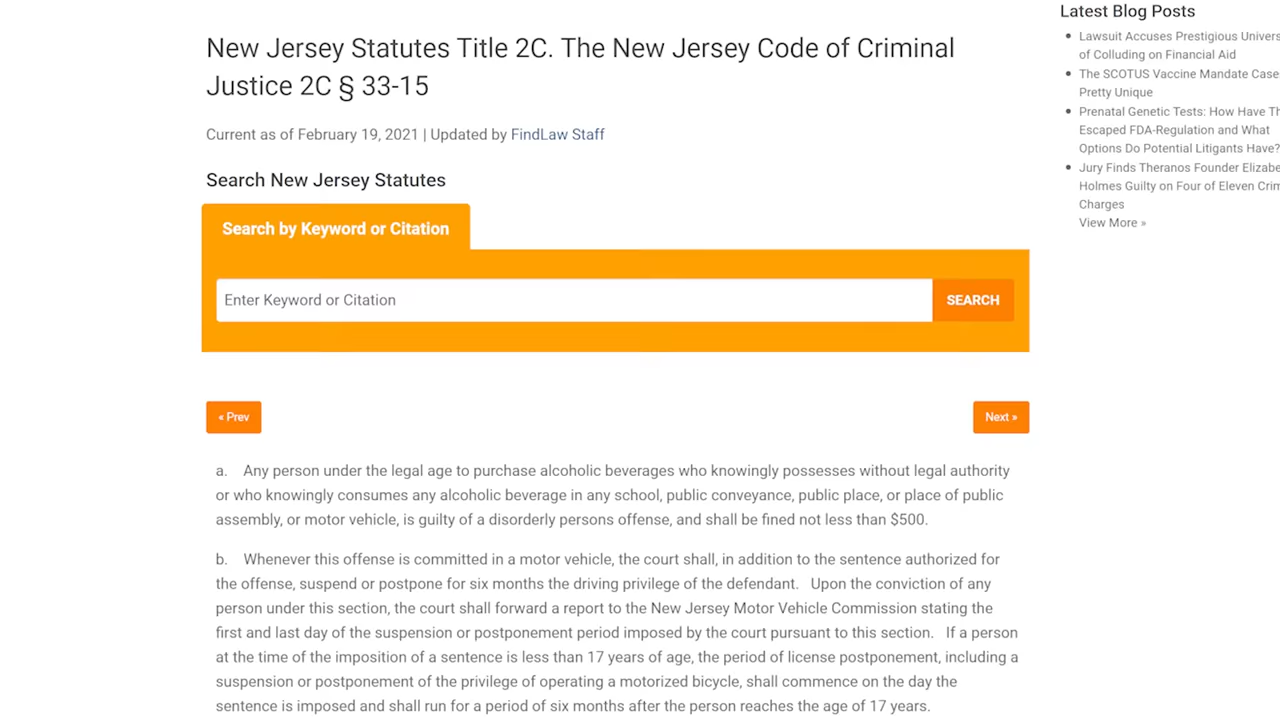 New Jersey Statutes Title 2C. The New Jersey Code of Criminal
Justice 2C § 33-15
Current as of February 19, 2021 | Updated by FindLaw Staff
Search New Jersey Statutes
Search by Keyword or Citation
Enter Keyword or Citation
SEARCH
« Prev
Next »
a. Any person under the legal age to purchase alcoholic beverages who knowingly possesses without legal authority
or who knowingly consumes any alcoholic beverage in any school, public conveyance, public place, or place of public
assembly, or motor vehicle, is guilty of a disorderly persons offense, and shall be fined not less than $500.
b. Whenever this offense is committed in a motor vehicle, the court shall, in addition to the sentence authorized for
the offense, suspend or postpone for six months the driving privilege of the defendant. Upon the conviction of any
person under this section, the court shall forward a report to the New Jersey Motor Vehicle Commission stating the
first and last day of the suspension or postponement period imposed by the court pursuant to this section. If a person
at the time of the imposition of a sentence is less than 17 years of age, the period of license postponement, including a
suspension or postponement of the privilege of operating a motorized bicycle, shall commence on the day the
sentence is imposed and shall run for a period of six months after the person reaches the age of 17 years.
Latest Blog Posts
Lawsuit Accuses Prestigious Univers
of Colluding on Financial Aid
The SCOTUS Vaccine Mandate Case
Pretty Unique
Prenatal Genetic Tests: How Have Th
Escaped FDA-Regulation and What
Options Do Potential Litigants Have?
Jury Finds Theranos Founder Elizabe
Holmes Guilty on Four of Eleven Crim
Charges
View More »